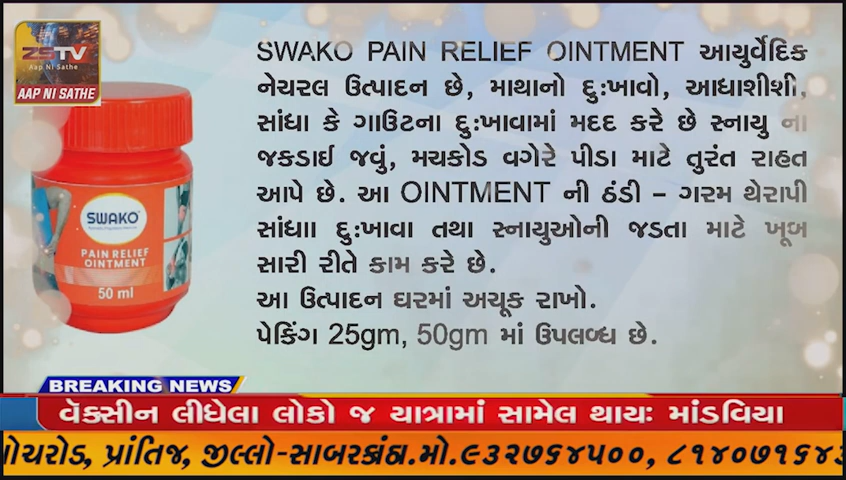 ZSTV
Aap Ni Sathe
AAP NI SATHE
SWAKO PAIN RELIEF OINTMENT આયુર્વેદિક
નેચરલ ઉત્પાદન છે, માથાનો દુઃખાવો, આધાશીશી,
સાંધા કે ગાઉટના દુઃખાવામાં મદદ કરે છે સ્નાયુ ના
જકડાઈ જવું, મચકોડ વગેરે પીડા માટે તુરંત રાહત
આપે છે. આ OINTMENT ની ઠંડી – ગરમ થેરાપી
સાંધાા દુઃખાવા તથા સ્નાયુઓની જડતા માટે ખૂબ
સારી રીતે કામ કરે છે.
આ ઉત્પાદન ઘરમાં અચૂક રાખો.
પેકિંગ 25gm, 50gm માં ઉપલબ્ધ છે.
SWAKO
PAIN RELIEF
OINTMENT
50 ml
BREAKING NEWS
વૅક્સીન લીધેલા લોકો જ યાત્રામાં સામેલ થાયઃ માંડવિયા
પ્રાંતિજ, જીલ્લો-સાબરકાંઠા.મો.૯૩૨૭૬૪૫૦૦,